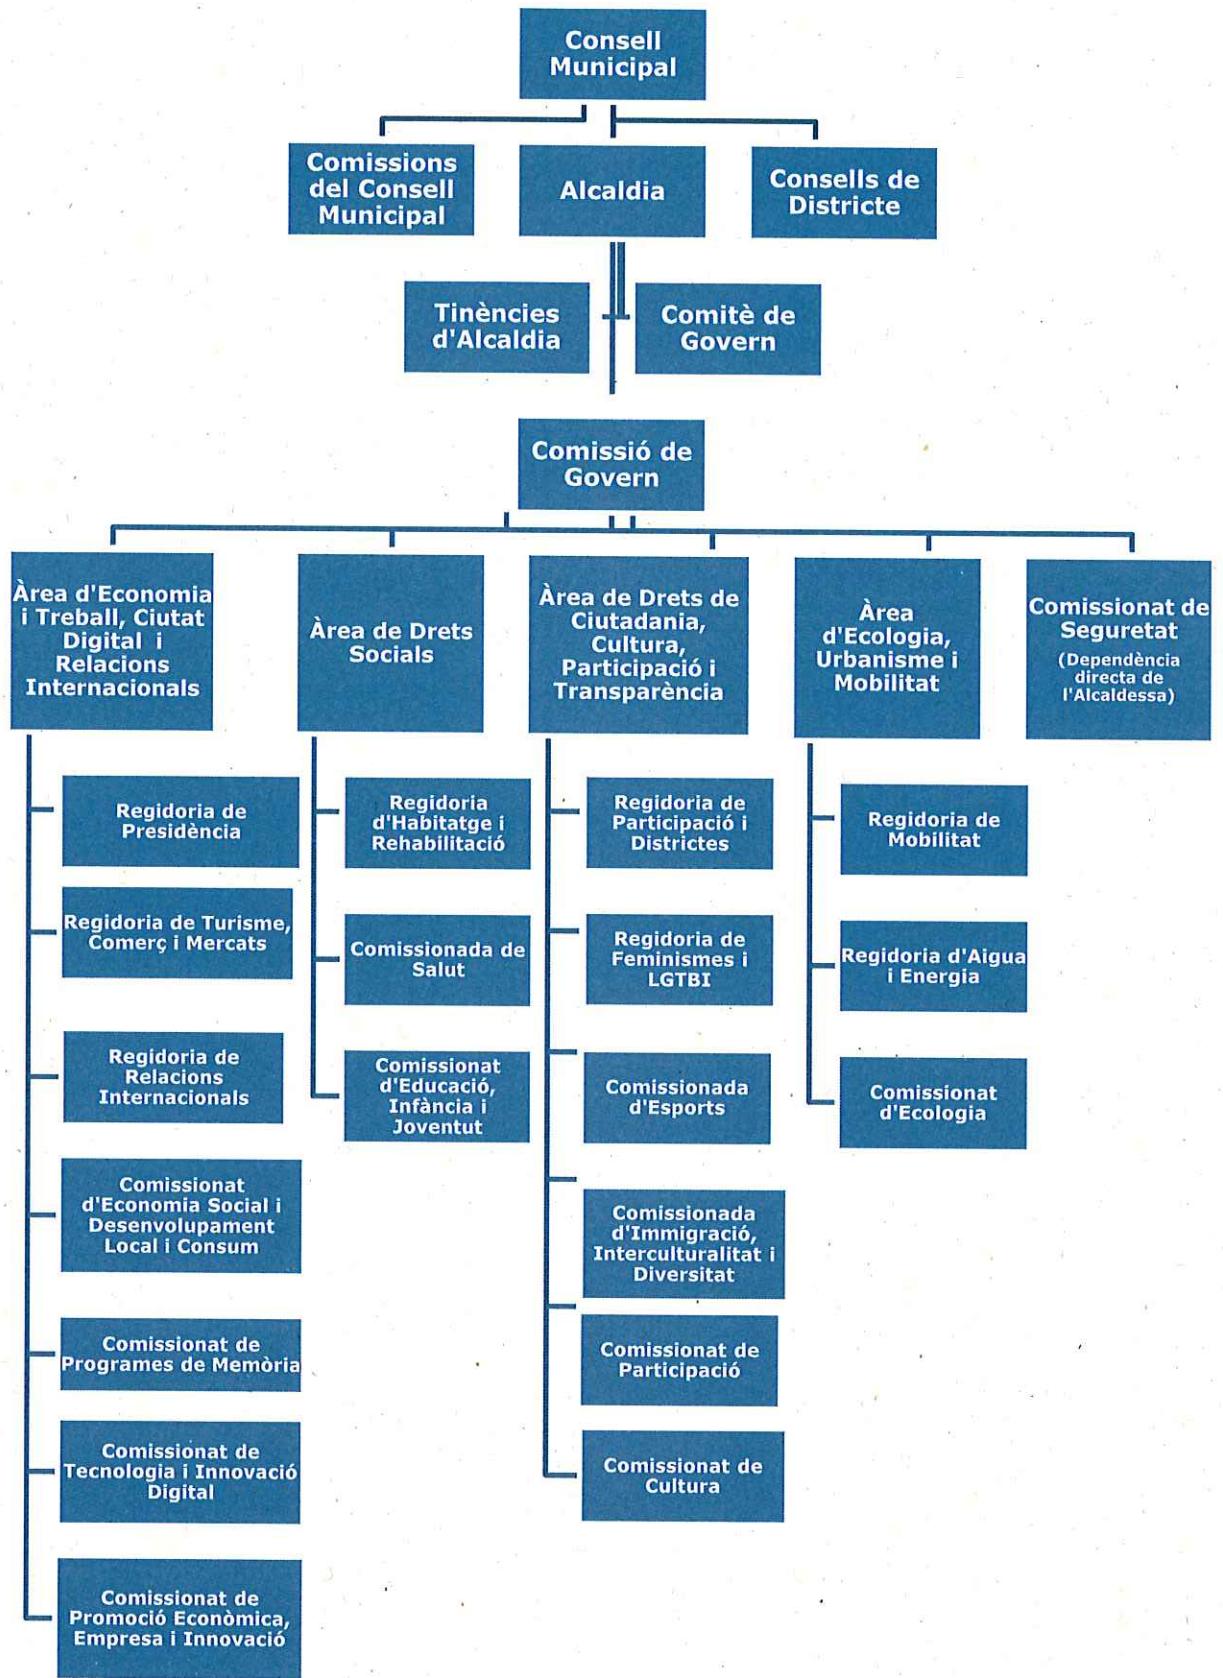 Consell
Municipal
Comissions
del Consell
Municipal
Alcaldia
Consells de
Districte
Tinències
d'Alcaldia
Comitè de
Govern
Comissió de
Govern
Àrea d'Economia
i Treball, Ciutat
Digital i
Relacions
Internacionals
Àrea de Drets
Socials
Àrea de Drets de
Ciutadania,
Cultura,
Participació i
Transparència
Àrea
d'Ecologia,
Urbanisme i
Mobilitat
Comissionat de
Seguretat
(Dependència
directa de
l'Alcaldessa)
Regidoria de
Presidència
Regidoria de Turisme,
Comerç i Mercats
Regidoria de
Relacions
Internacionals
Comissionat
d'Economia Social i
Desenvolupament
Local i Consum
Comissionat de
Programes de Memòria
Comissionat de
Tecnologia i Innovació
Digital
Comissionat de
Promoció Econòmica,
Empresa i Innovació
Regidoria
d'Habitatge i
Rehabilitació
Comissionada de
Salut
Comissionat
d'Educació,
Infància i
Joventut
Regidoria de
Participació i
Districtes
Regidoria de
Feminismes i
LGTBI
Comissionada
d'Esports
Comissionada
d'Immigració,
Interculturalitat i
Diversitat
Comissionat de
Participació
Comissionat de
Cultura
Regidoria de
Mobilitat
Regidoria d'Aigua
i Energia
Comissionat
d'Ecologia